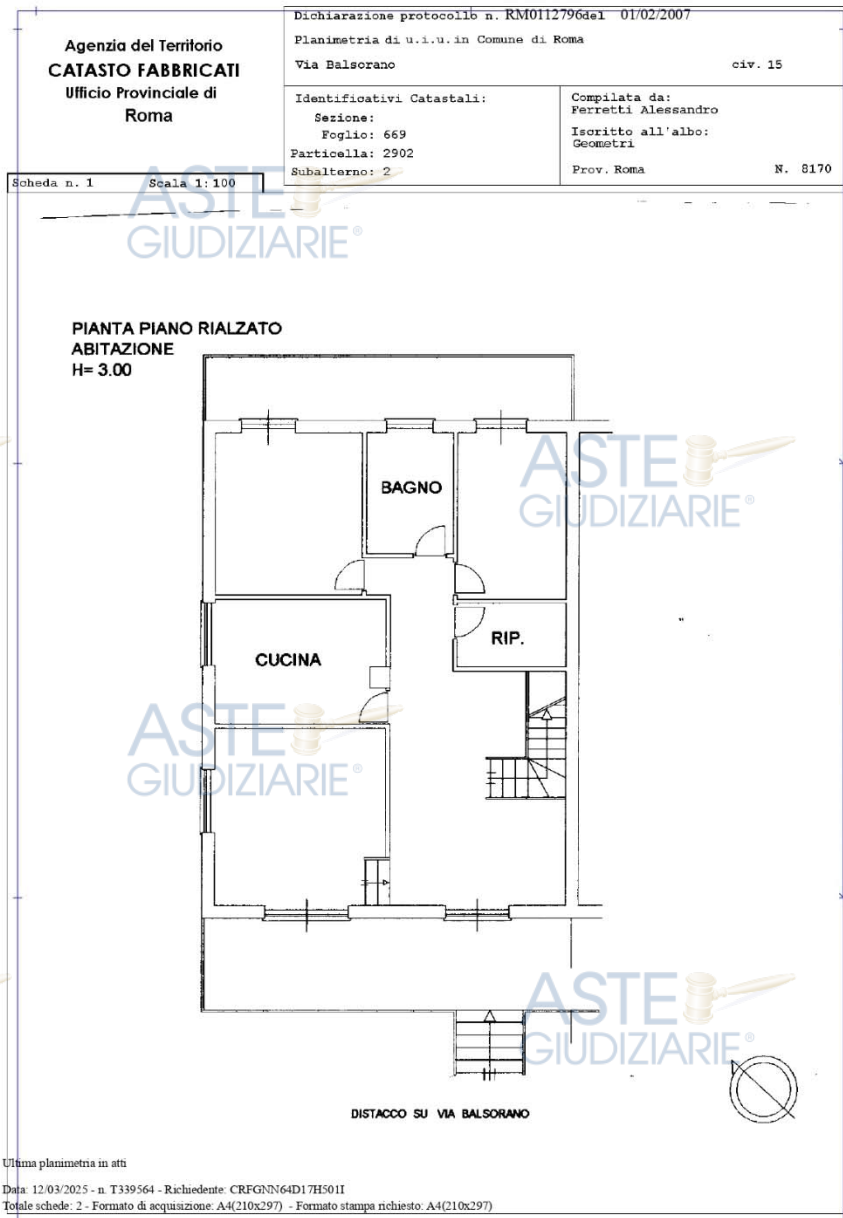 Agenzia del Territorio
CATASTO FABBRICATI
Ufficio Provinciale di
Roma
Scheda n. 1 Scala 1:100
Dichiarazione protocollo n. RM0112796del 01/02/2007
Planimetria di u.i.u. in Comune di Roma
Via Balsorano civ. 15
Identificativi Catastali:
Sezione:
Foglio: 669
Particella: 2902
Subalterno: 2
Compilata da:
Ferretti Alessandro
Iscritto all'albo:
Geometri
Prov. Roma N. 8170
ASTE
GIUDIZIARIE®
PIANTA PIANO RIALZATO
ABITAZIONE
H= 3.00
BAGNO
ASTE
GIUDIZIARIE®
RIP.
CUCINA
ASTE
GIUDIZIARIE®
ASTE
GIUDIZIARIE®
DISTACCO SU VIA BALSORANO
Ultima planimetria in atti
Data: 12/03/2025 - n. T339564 - Richiedente: CRFGNN64D17H501I
Totale schede: 2 - Formato di acquisizione: A4(210x297) - Formato stampa richiesto: A4(210x297)